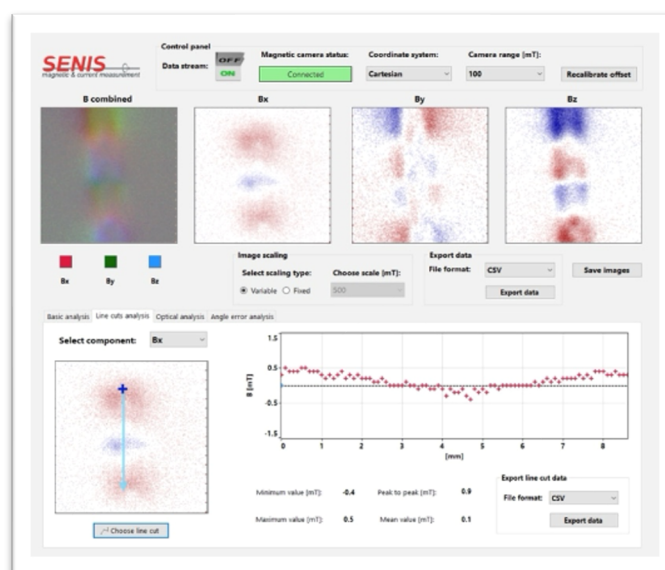 SENIS
magnetic & current measurement
Control panel
Data stream:
OFF
ON
Magnetic camera status:
Connected
Coordinate system:
Cartesian
Camera range [mT]:
100
Recalibrate offset
B combined
Bx
By
Bz
Bx
By
Bz
Image scaling
Select scaling type:
Variable
Fixed
Choose scale (mT):
500
Export data
File format:
CSV
Export data
Save images
Basic analysis
Line cuts analysis
Optical analysis
Angle error analysis
Select component:
Bx
Choose line cut
B [mT]
1.5
0.5
-0.5
-1.5
0 1 2 3 4 5 6 7 8
[mm]
Minimum value (mT): -0.4 Peak to peak (mT): 0.9
Maximum value (mT): 0.5 Mean value (mT): 0.1
Export line cut data
File format:
CSV
Export data